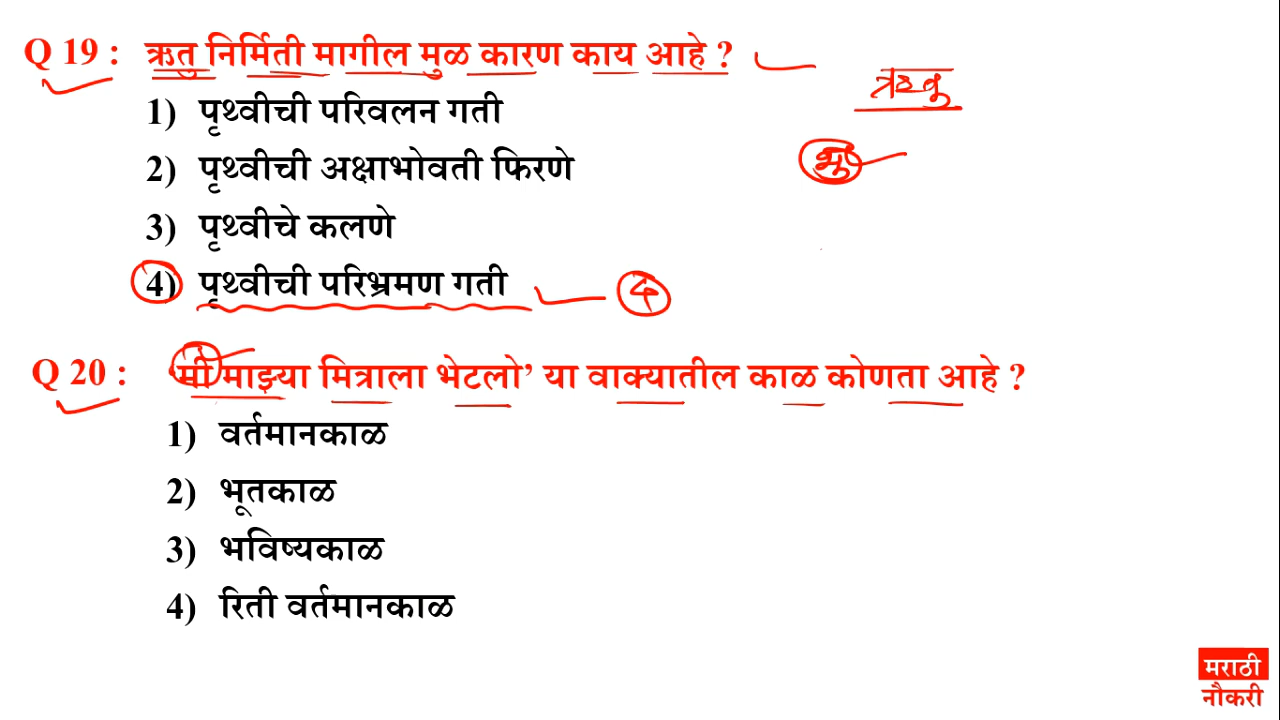 Q 19 : ऋतु निर्मिती मागील मुळ कारण काय आहे ?
ऋतु
1) पृथ्वीची परिवलन गती
भू
2) पृथ्वीची अक्षाभोवती फिरणे
3) पृथ्वीचे कलणे
4) पृथ्वीची परिभ्रमण गती
4
Q 20 : ‘मी माझ्या मित्राला भेटलो’ या वाक्यातील काळ कोणता आहे ?
1) वर्तमानकाळ
2) भूतकाळ
3) भविष्यकाळ
4) रिती वर्तमानकाळ
मराठी
नौकरी